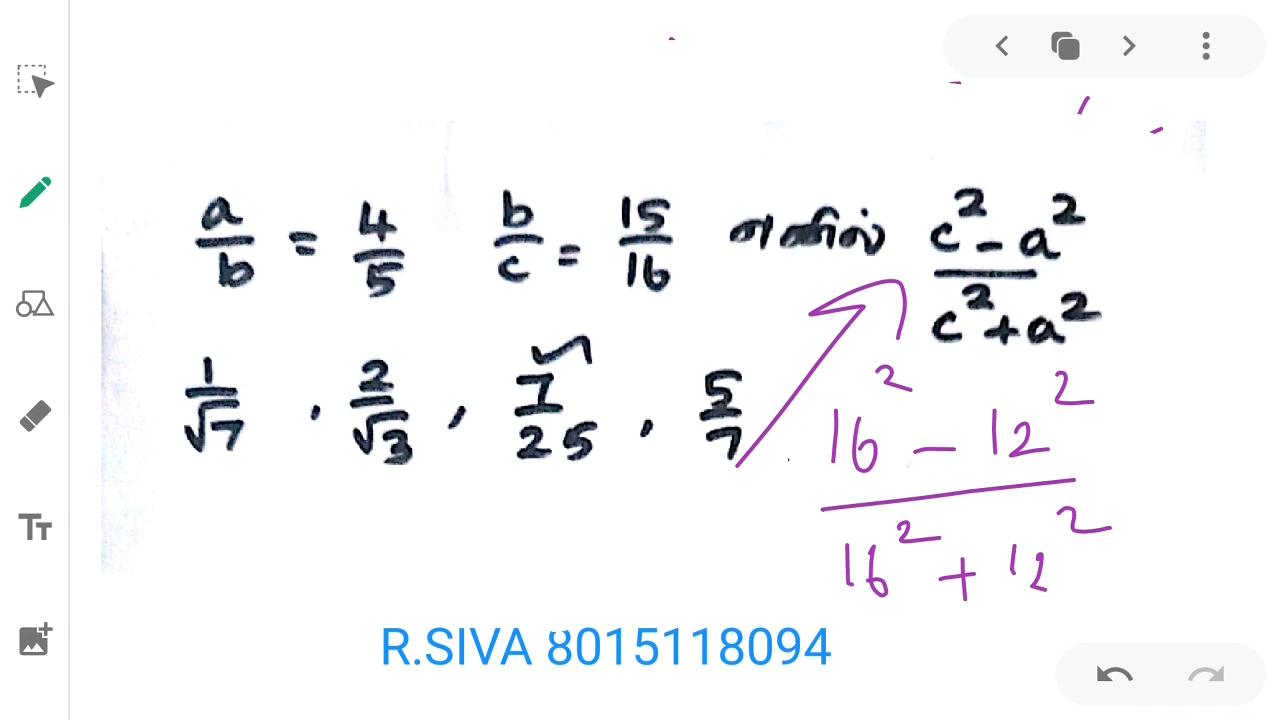 a/b = 4/5 b/c = 15/16 எனில் c² - a² / c² + a²
1/√7 , 2/√3 , 7/25 , 5/7
16² - 12²
16² + 12²
R.SIVA 8015118094